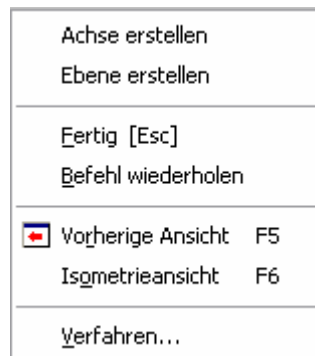 Achse erstellen
Ebene erstellen
Fertig [Esc]
Befehl wiederholen
Vorherige Ansicht F5
Isometrieansicht F6
Verfahren...